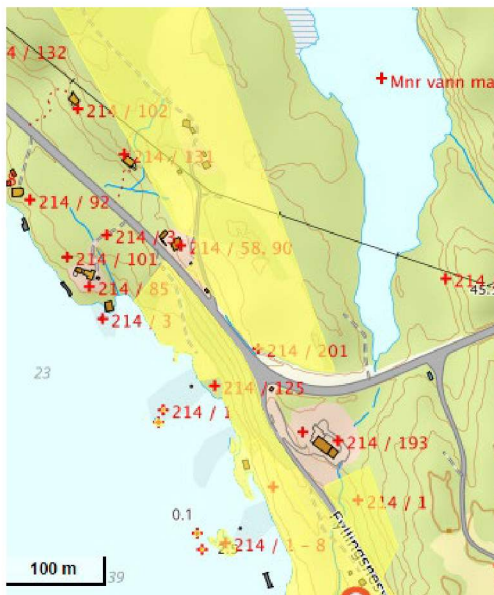 4 / 132
Mnr vann ma
214 / 102
214 / 131
214 / 92
214 / 3
214 / 58, 90
214 / 101
214
45.
214 / 85
214 / 3
214 / 201
23
214 / 125
214 / 1
214 / 193
214 / 1
0.1
214 / 1 - 8
100 m
39